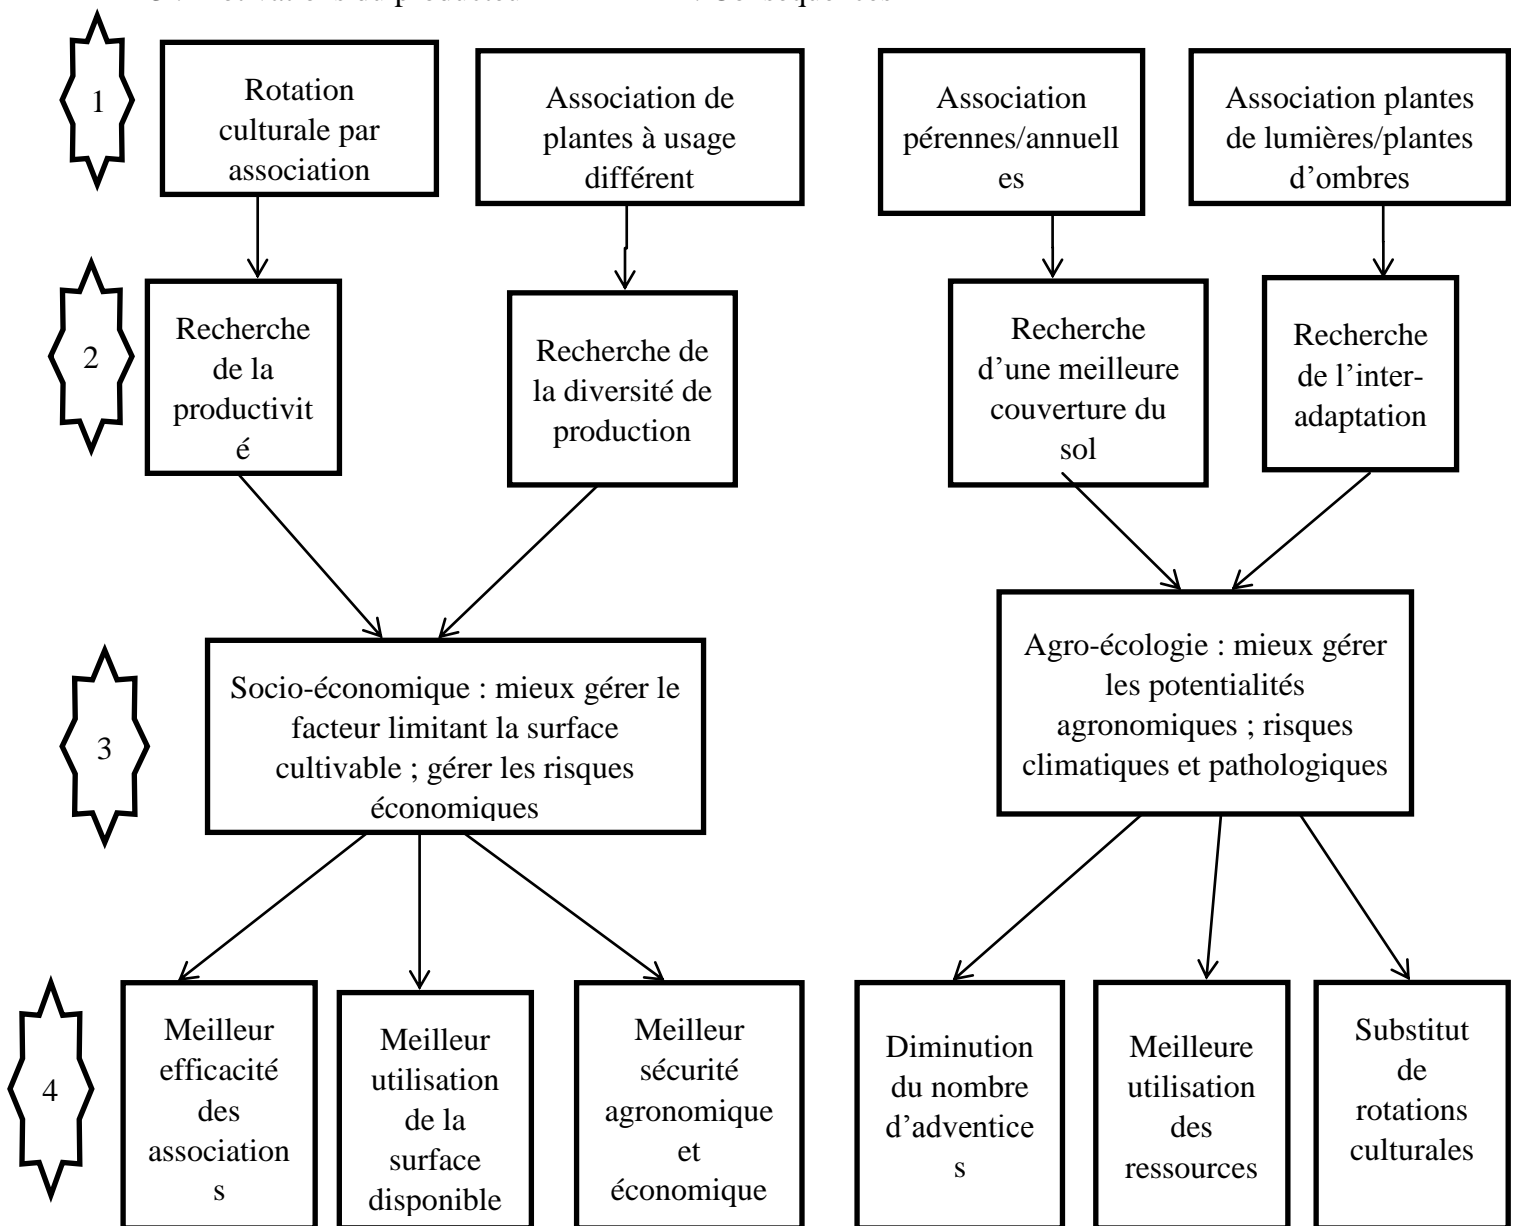 Motivations du producteur : Conséquences
1
Rotation
culturale par
association
Association de
plantes à usage
différent
Association
pérennes/annuell
es
Association plantes
de lumières/plantes
d’ombres
2
Recherche
de la
productivit
é
Recherche de
la diversité de
production
Recherche
d’une meilleure
couverture du
sol
Recherche
de l’inter-
adaptation
3
Socio-économique : mieux gérer le
facteur limitant la surface
cultivable ; gérer les risques
économiques
Agro-écologie : mieux gérer
les potentialités
agronomiques ; risques
climatiques et pathologiques
4
Meilleur
efficacité
des
association
s
Meilleur
utilisation
de la
surface
disponible
Meilleur
sécurité
agronomique
et
économique
Diminution
du nombre
d’adventice
s
Meilleure
utilisation
des
ressources
Substitut
de
rotations
culturales